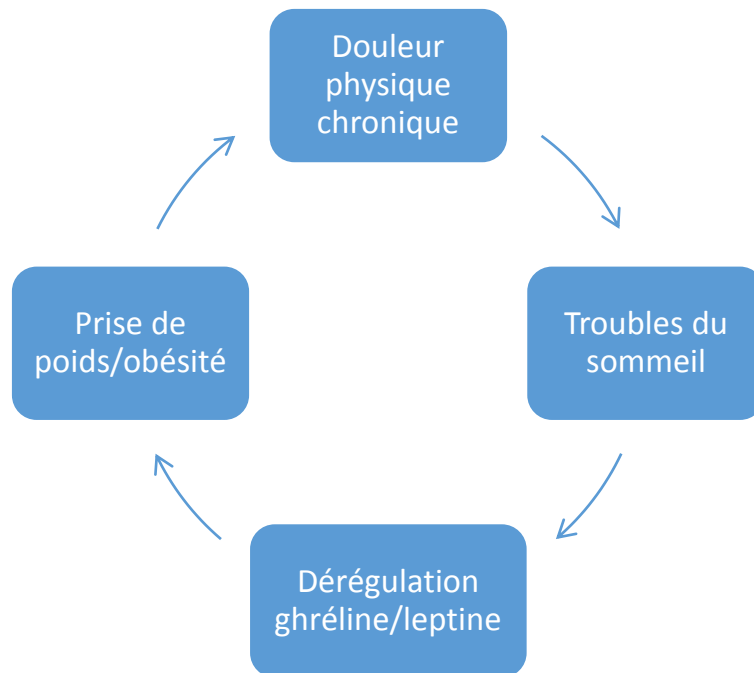 Douleur
physique
chronique
Troubles du
sommeil
Dérégulation
ghréline/leptine
Prise de
poids/obésité